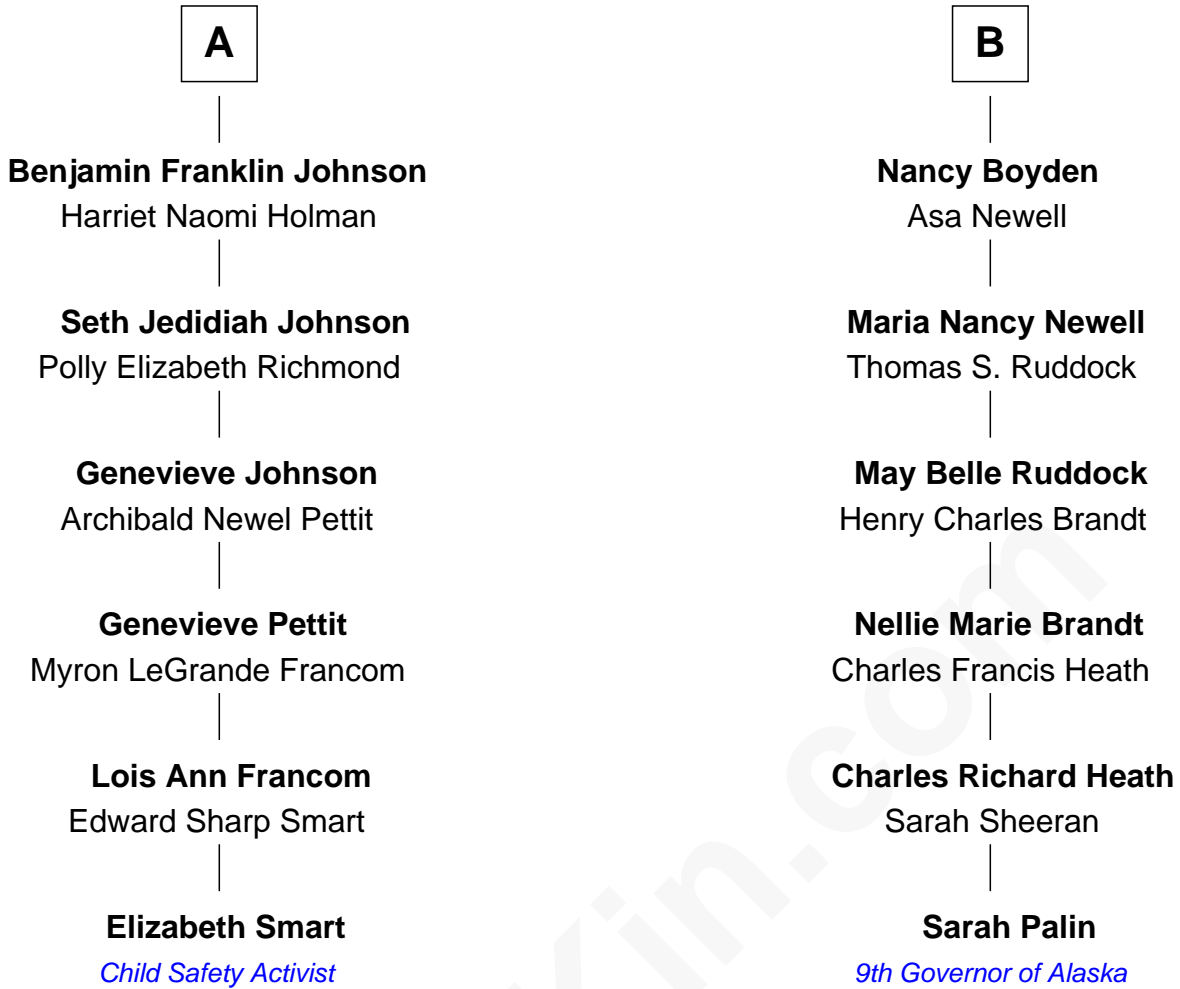 A
Benjamin Franklin Johnson
Harriet Naomi Holman
Seth Jedidiah Johnson
Polly Elizabeth Richmond
Genevieve Johnson
Archibald Newel Pettit
Genevieve Pettit
Myron LeGrande Francom
Lois Ann Francom
Edward Sharp Smart
Elizabeth Smart
Child Safety Activist
B
Nancy Boyden
Asa Newell
Maria Nancy Newell
Thomas S. Ruddock
May Belle Ruddock
Henry Charles Brandt
Nellie Marie Brandt
Charles Francis Heath
Charles Richard Heath
Sarah Sheeran
Sarah Palin
9th Governor of Alaska
Kin.com